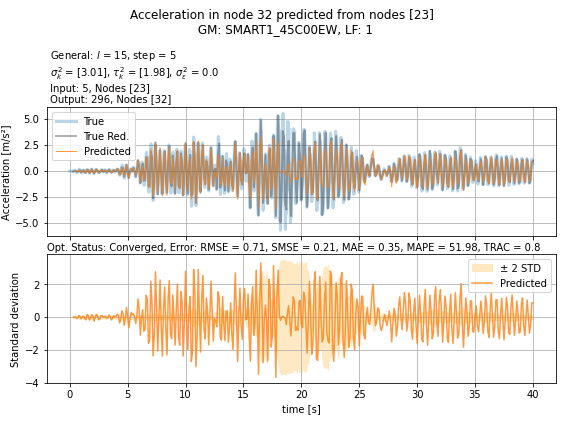 Acceleration in node 32 predicted from nodes [23]
GM: SMART1_45C00EW, LF: 1
General: l = 15, step = 5
σ²ₖ = [3.01], τ²ₖ = [1.98], σ²ε = 0.0
Input: 5, Nodes [23]
Output: 296, Nodes [32]
Acceleration [m/s²]
5.0
2.5
0.0
−2.5
−5.0
True
True Red.
Predicted
Opt. Status: Converged, Error: RMSE = 0.71, SMSE = 0.21, MAE = 0.35, MAPE = 51.98, TRAC = 0.8
Standard deviation
2
0
−2
−4
± 2 STD
Predicted
0 5 10 15 20 25 30 35 40
time [s]